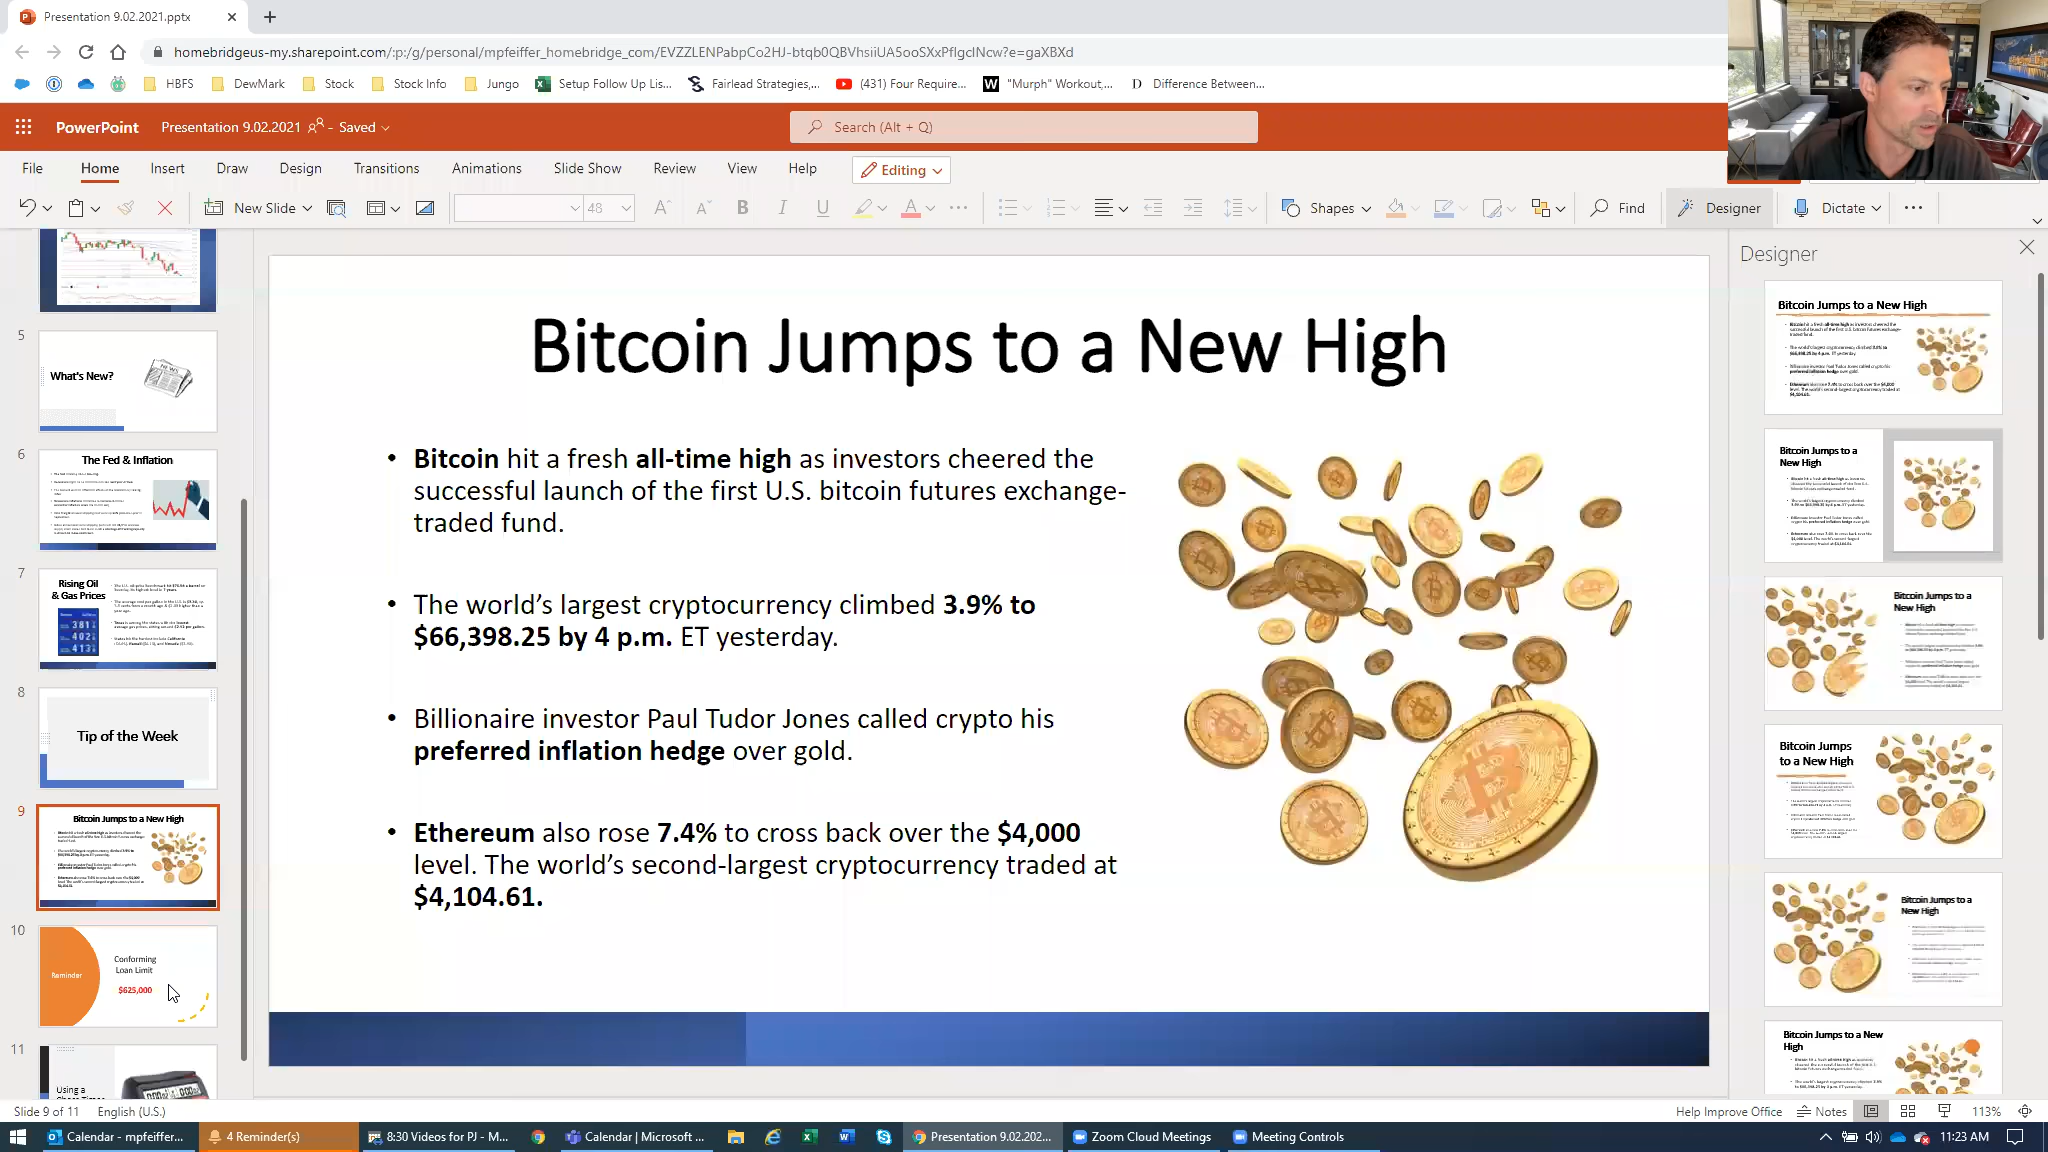 Presentation 9.02.2021.pptx
homebridgeus-my.sharepoint.com/:p:/g/personal/mpfeiffer_homebridge_com/EVZZLENPabpCo2HJ-btqb0QBVhsiiUA5ooSXxPfIgclNcw?e=gaXBXd
HBFS DewMark Stock Stock Info Jungo Setup Follow Up Lis... Fairlead Strategies,... (431) Four Require... "Murph" Workout,... Difference Between...
PowerPoint Presentation 9.02.2021 - Saved Search (Alt + Q)
File Home Insert Draw Design Transitions Animations Slide Show Review View Help Editing
New Slide 48 B I U A Shapes Find Designer Dictate
5
What's New?
6
The Fed & Inflation
7
Rising Oil
& Gas Prices
8
Tip of the Week
9
Bitcoin Jumps to a New High
10
Reminder
Conforming
Loan Limit
$625,000
11
Using a
Bitcoin Jumps to a New High
• Bitcoin hit a fresh all-time high as investors cheered the
successful launch of the first U.S. bitcoin futures exchange-
traded fund.
• The world's largest cryptocurrency climbed 3.9% to
$66,398.25 by 4 p.m. ET yesterday.
• Billionaire investor Paul Tudor Jones called crypto his
preferred inflation hedge over gold.
• Ethereum also rose 7.4% to cross back over the $4,000
level. The world's second-largest cryptocurrency traded at
$4,104.61.
Designer
Bitcoin Jumps to a New High
Bitcoin Jumps to a
New High
Bitcoin Jumps to a
New High
Bitcoin Jumps
to a New High
Bitcoin Jumps to a
New High
Bitcoin Jumps to a New
High
Slide 9 of 11 English (U.S.) Help Improve Office Notes 113%
Calendar - mpfeiffer... 4 Reminder(s) 8:30 Videos for PJ - M... Calendar | Microsoft ... Presentation 9.02.202... Zoom Cloud Meetings Meeting Controls 11:23 AM